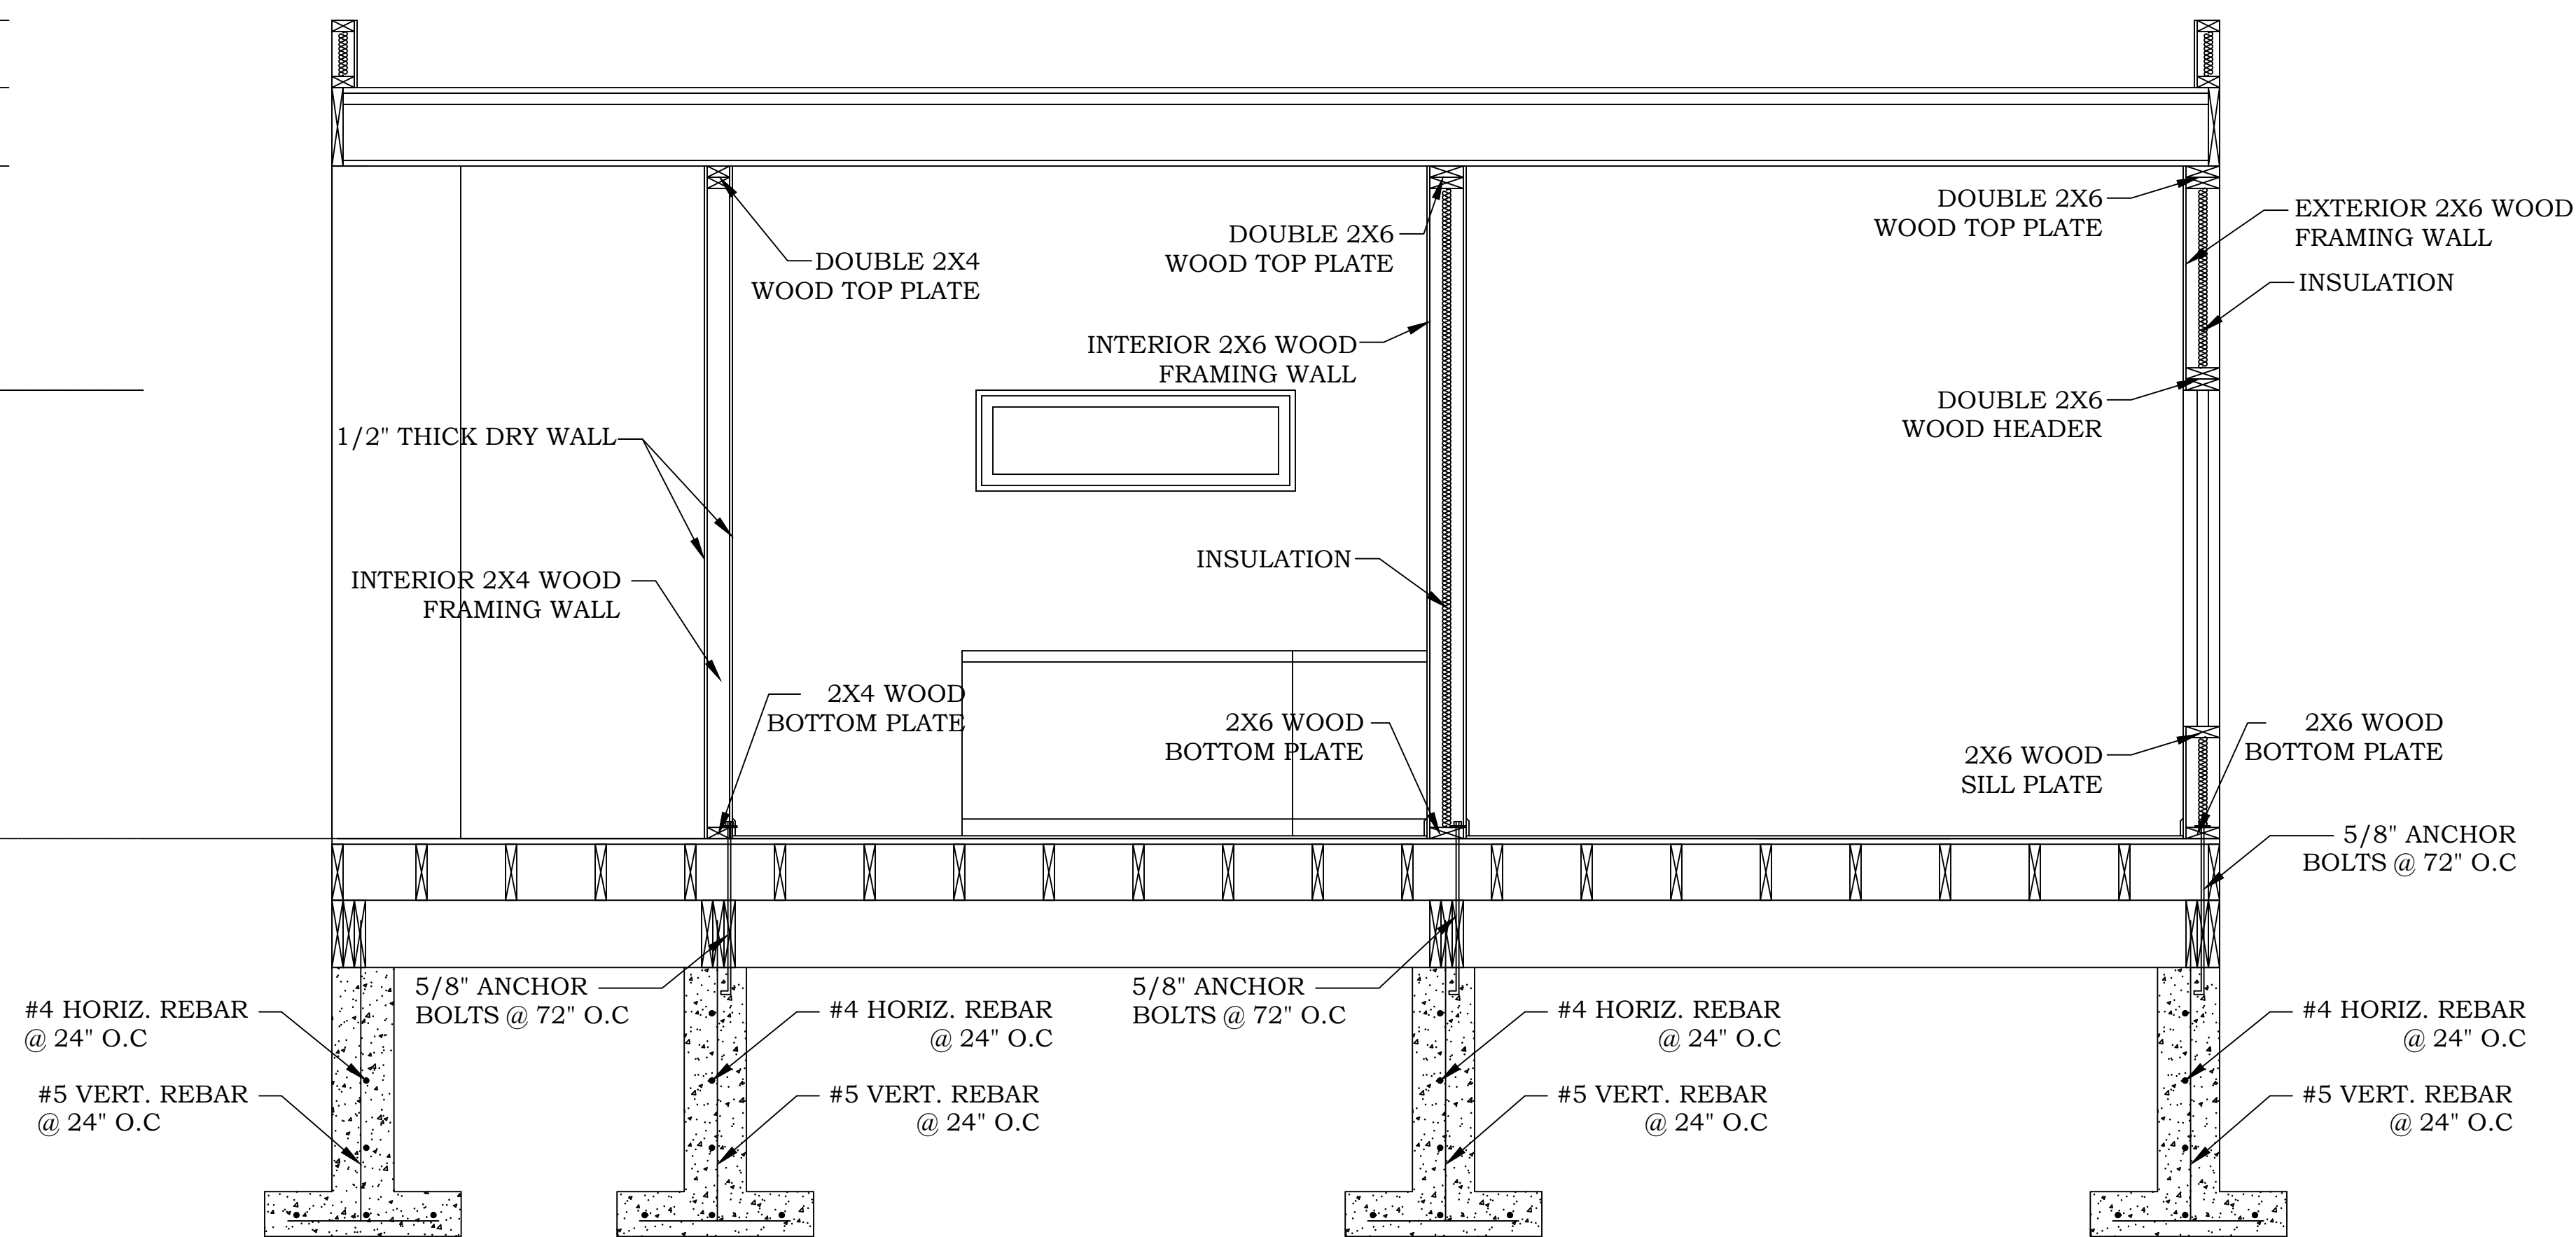 DOUBLE 2X6
WOOD TOP PLATE
EXTERIOR 2X6 WOOD
FRAMING WALL
DOUBLE 2X6
WOOD TOP PLATE
DOUBLE 2X4
WOOD TOP PLATE
INSULATION
INTERIOR 2X6 WOOD
FRAMING WALL
DOUBLE 2X6
WOOD HEADER
1/2" THICK DRY WALL
INSULATION
INTERIOR 2X4 WOOD
FRAMING WALL
2X4 WOOD
BOTTOM PLATE
2X6 WOOD
BOTTOM PLATE
2X6 WOOD
SILL PLATE
2X6 WOOD
BOTTOM PLATE
5/8" ANCHOR
BOLTS @ 72" O.C
5/8" ANCHOR
BOLTS @ 72" O.C
5/8" ANCHOR
BOLTS @ 72" O.C
#4 HORIZ. REBAR
@ 24" O.C
#4 HORIZ. REBAR
@ 24" O.C
#4 HORIZ. REBAR
@ 24" O.C
#4 HORIZ. REBAR
@ 24" O.C
#5 VERT. REBAR
@ 24" O.C
#5 VERT. REBAR
@ 24" O.C
#5 VERT. REBAR
@ 24" O.C
#5 VERT. REBAR
@ 24" O.C